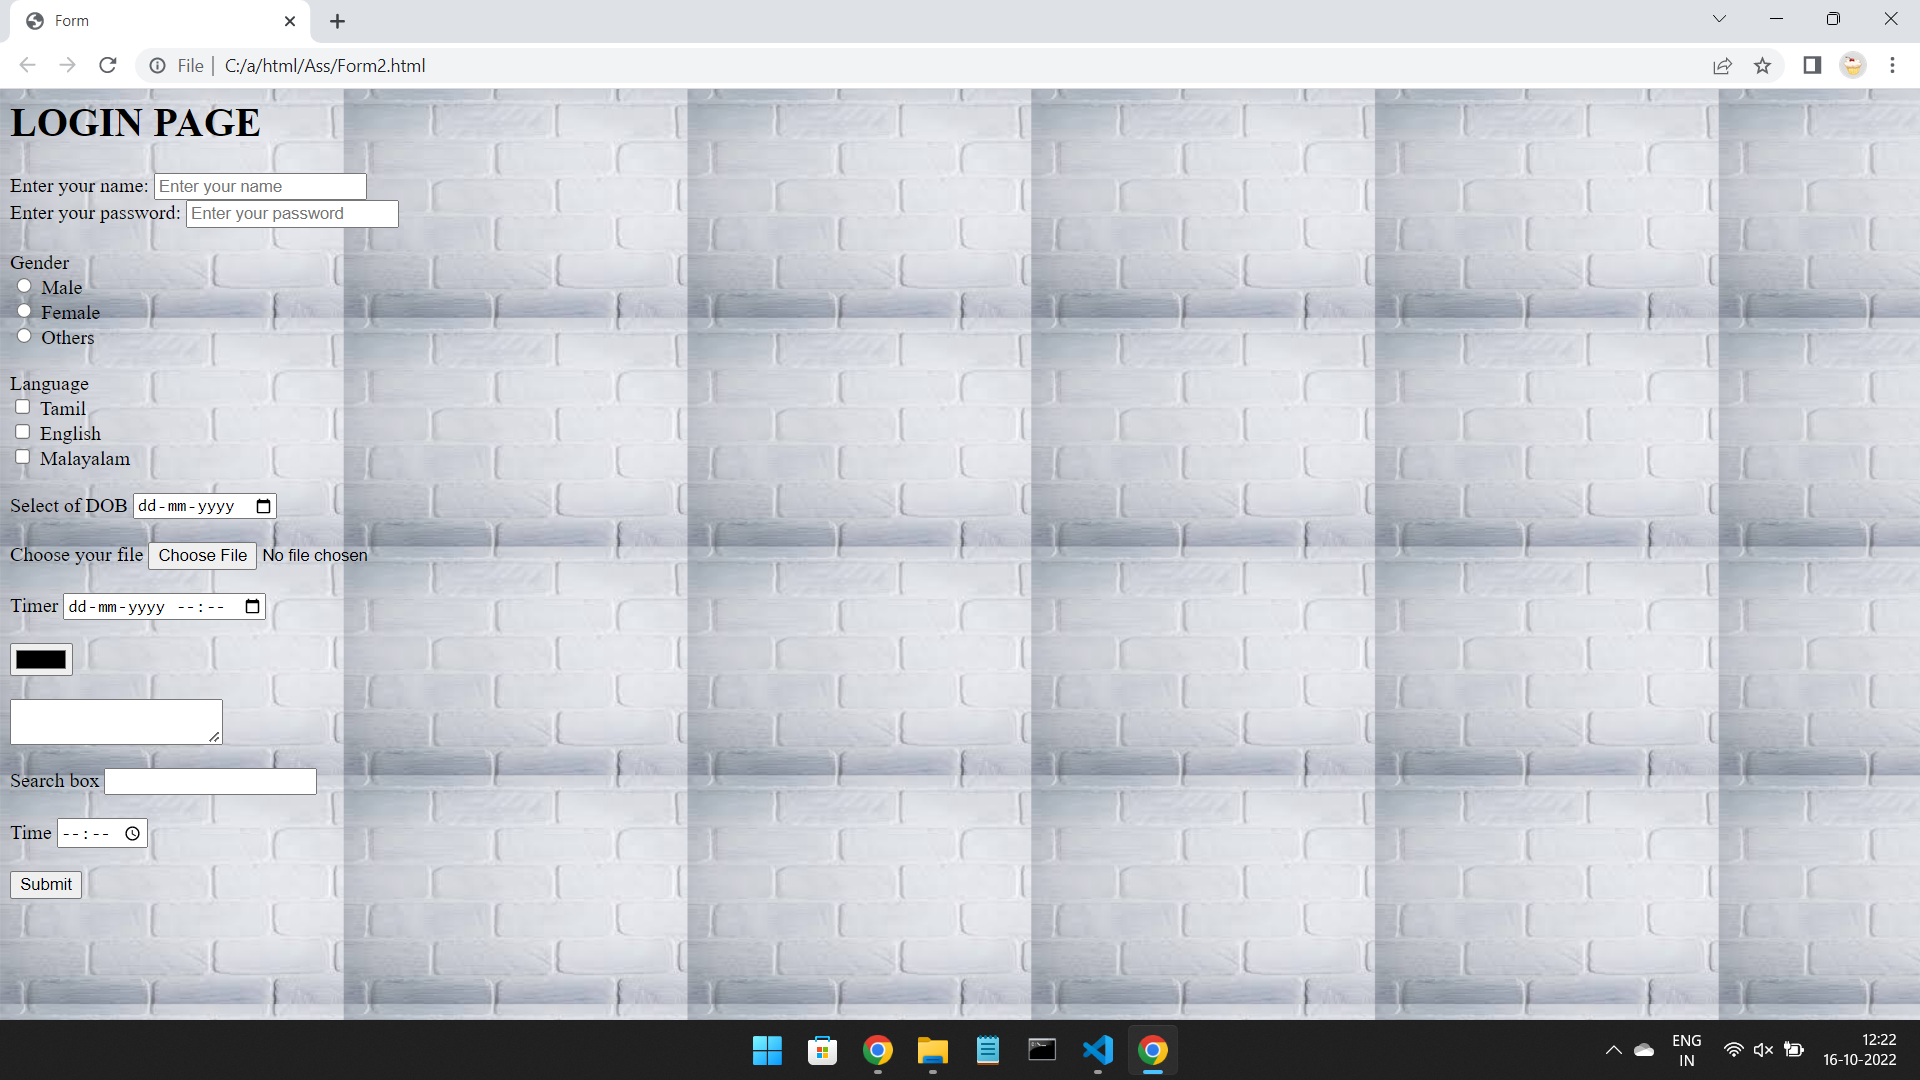 Form
File | C:/a/html/Ass/Form2.html
LOGIN PAGE
Enter your name: Enter your name
Enter your password: Enter your password
Gender
Male
Female
Others
Language
Tamil
English
Malayalam
Select of DOB dd-mm-yyyy
Choose your file Choose File No file chosen
Timer dd-mm-yyyy --:--
Search box
Time --:--
Submit
ENG
IN
12:22
16-10-2022